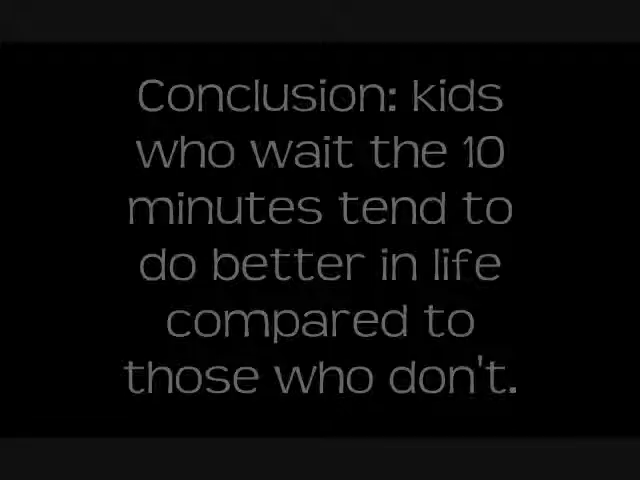 Conclusion: kids
who wait the 10
minutes tend to
do better in life
compared to
those who don't.